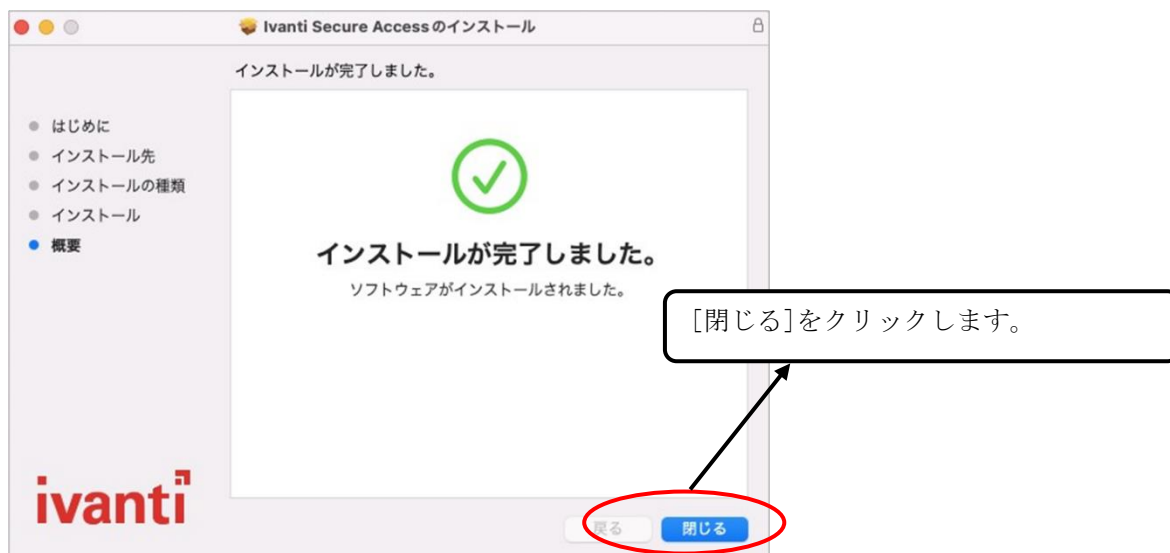 Ivanti Secure Accessのインストール
インストールが完了しました。
はじめに
インストール先
インストールの種類
インストール
概要
インストールが完了しました。
ソフトウェアがインストールされました。
[閉じる]をクリックします。
ivanti
戻る
閉じる